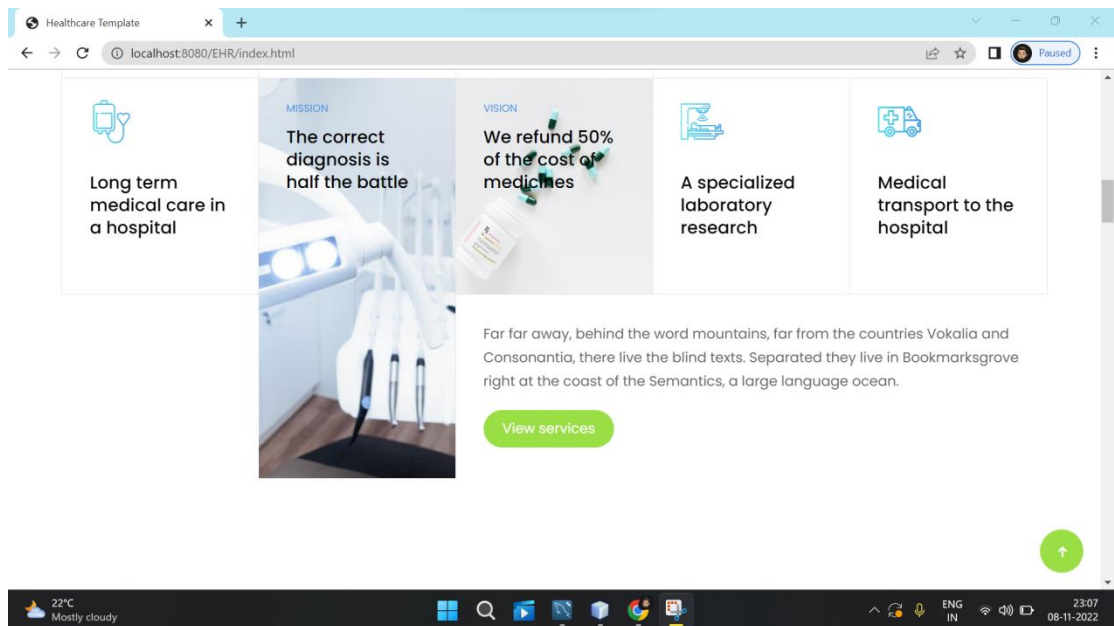 Healthcare Template
localhost:8080/EHR/index.html
Paused
Long term
medical care in
a hospital
MISSION
The correct
diagnosis is
half the battle
VISION
We refund 50%
of the cost of
medicines
A specialized
laboratory
research
Medical
transport to the
hospital
Far far away, behind the word mountains, far from the countries Vokalia and
Consonantia, there live the blind texts. Separated they live in Bookmarksgrove
right at the coast of the Semantics, a large language ocean.
View services
22°C
Mostly cloudy
ENG
IN
23:07
08-11-2022